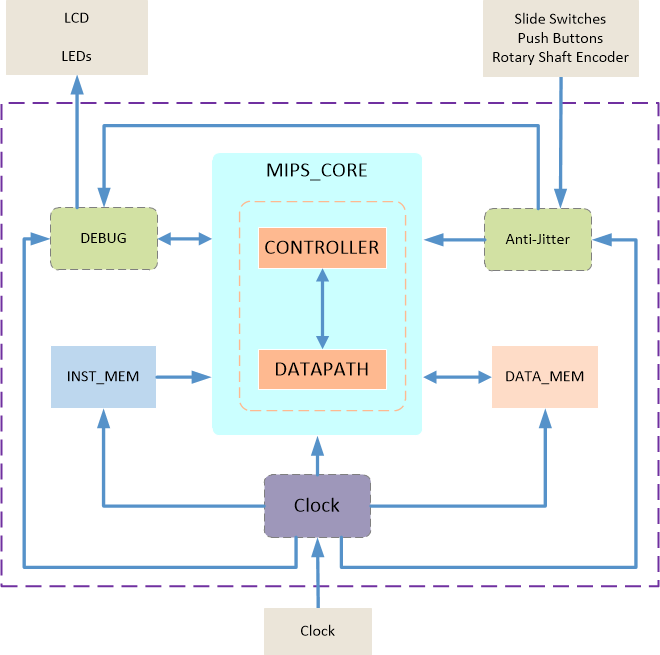 LCD
LEDs
Slide Switches
Push Buttons
Rotary Shaft Encoder
MIPS_CORE
DEBUG
CONTROLLER
Anti-Jitter
INST_MEM
DATAPATH
DATA_MEM
Clock
Clock